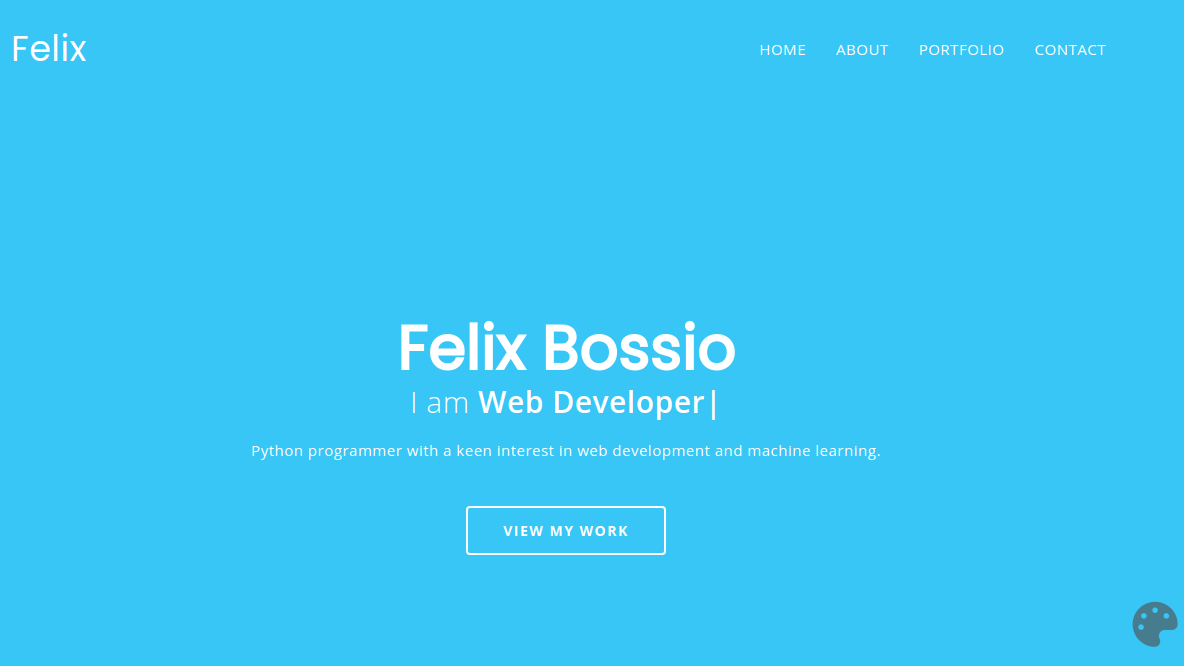 Felix
HOME ABOUT PORTFOLIO CONTACT
Felix Bossio
I am Web Developer|
Python programmer with a keen interest in web development and machine learning.
VIEW MY WORK